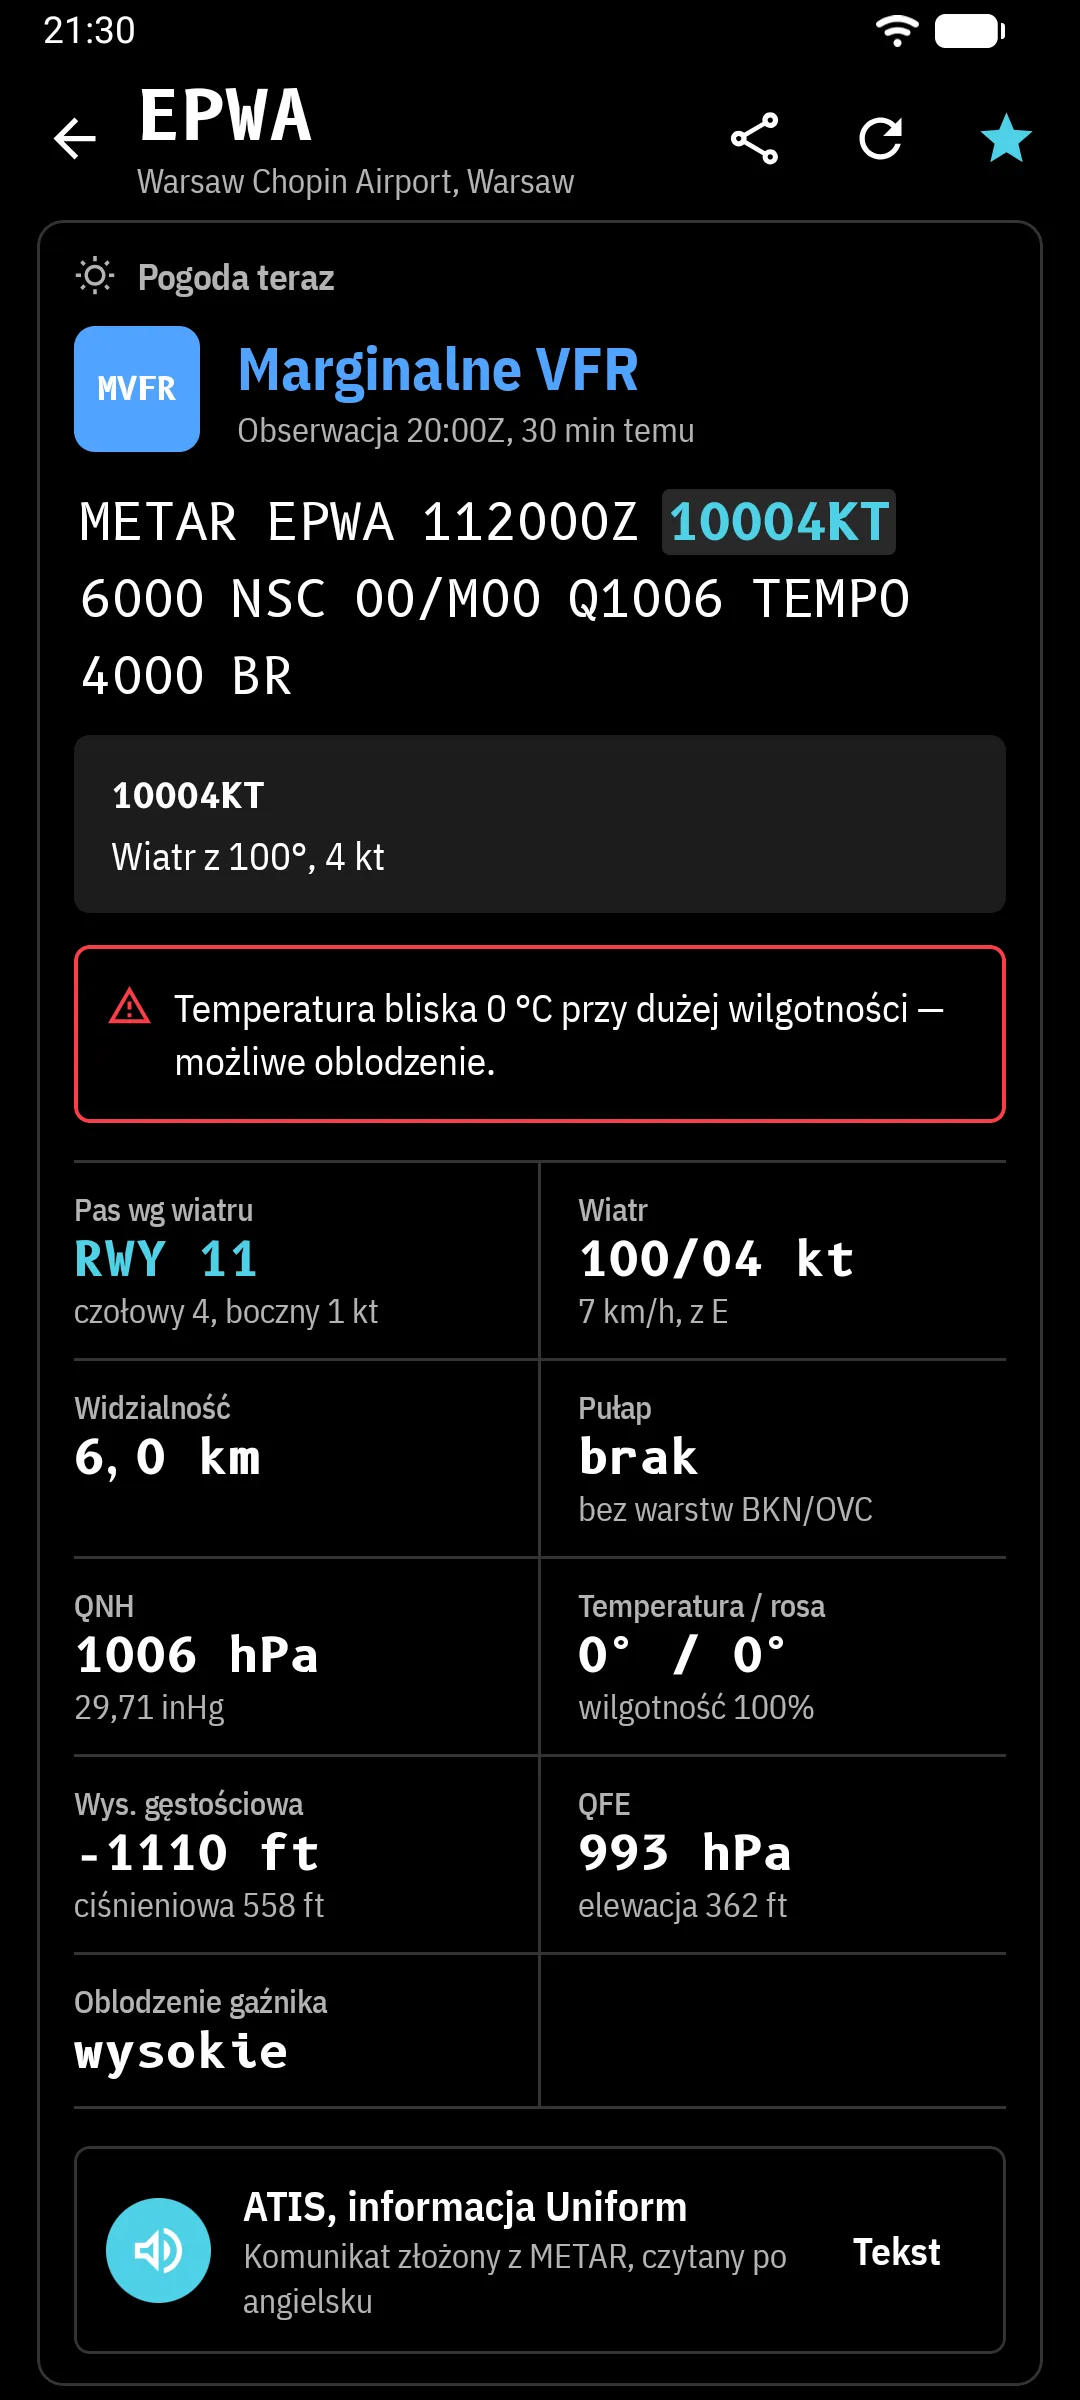 21:30
EPWA
Warsaw Chopin Airport, Warsaw
Pogoda teraz
MVFR
Marginalne VFR
Obserwacja 20:00Z, 30 min temu
METAR EPWA 112000Z 10004KT
6000 NSC 00/M00 Q1006 TEMPO
4000 BR
10004KT
Wiatr z 100°, 4 kt
Temperatura bliska 0 °C przy dużej wilgotności —
możliwe oblodzenie.
Pas wg wiatru
RWY 11
czołowy 4, boczny 1 kt
Wiatr
100/04 kt
7 km/h, z E
Widzialność
6,0 km
Pułap
brak
bez warstw BKN/OVC
QNH
1006 hPa
29,71 inHg
Temperatura / rosa
0° / 0°
wilgotność 100%
Wys. gęstościowa
-1110 ft
ciśnieniowa 558 ft
QFE
993 hPa
elewacja 362 ft
Oblodzenie gaźnika
wysokie
ATIS, informacja Uniform
Komunikat złożony z METAR, czytany po
angielsku
Tekst